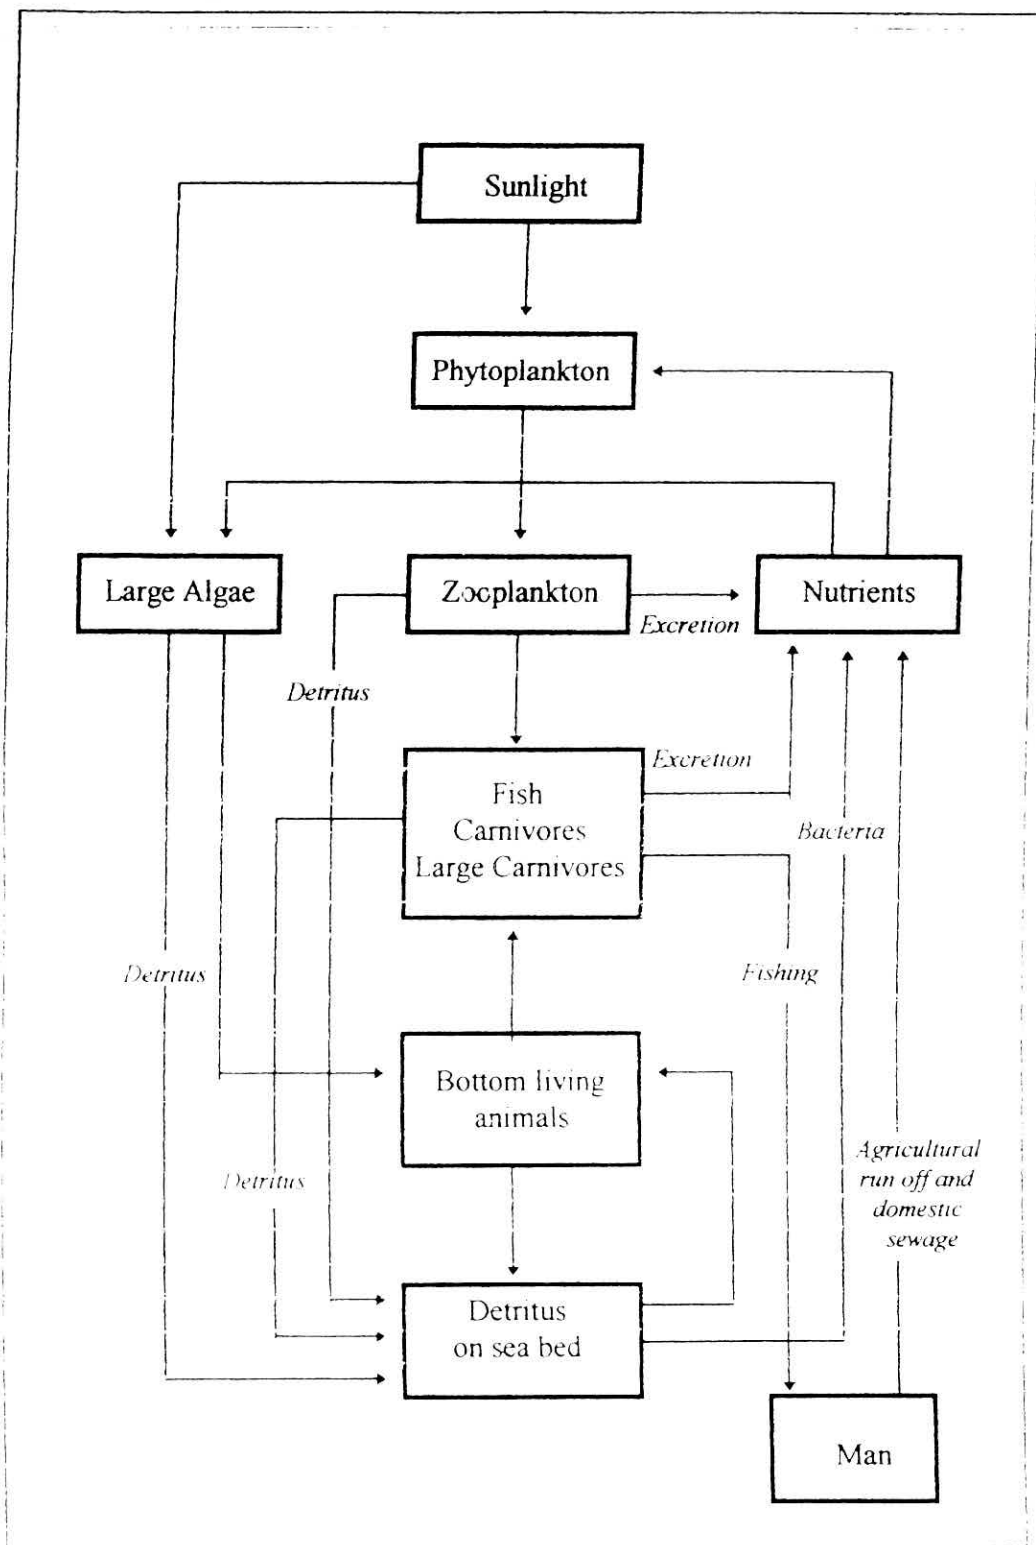 Sunlight
Phytoplankton
Large Algae
Zooplankton
Nutrients
Excretion
Detritus
Excretion
Fish
Carnivores
Large Carnivores
Bacteria
Detritus
Fishing
Bottom living
animals
Detritus
Agricultural
run off and
domestic
sewage
Detritus
on sea bed
Man